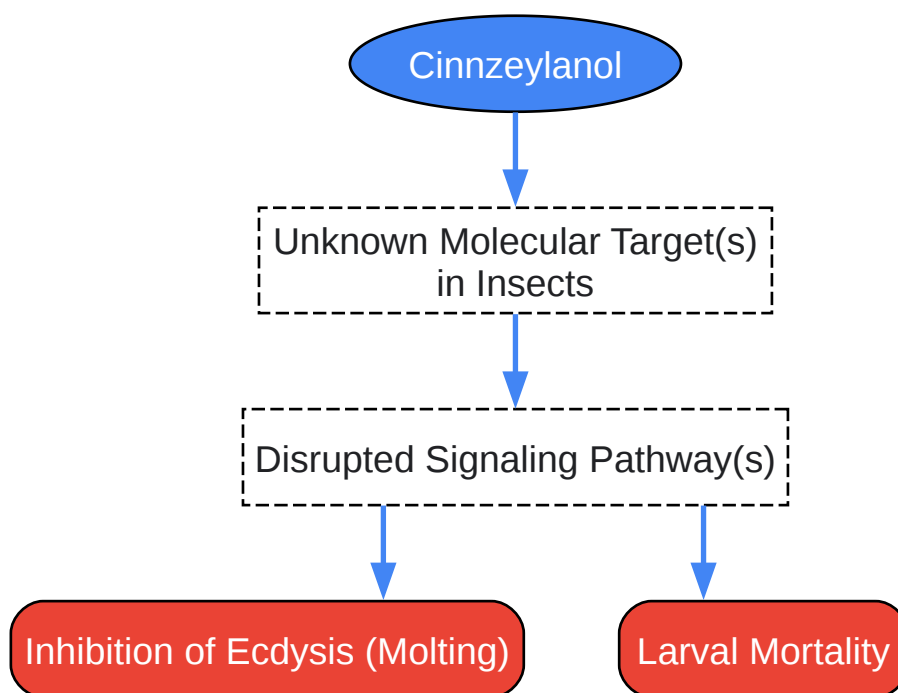 Cinnzeylanol
Unknown Molecular Target(s)
in Insects
Disrupted Signaling Pathway(s)
Inhibition of Ecdysis (Molting)
Larval Mortality